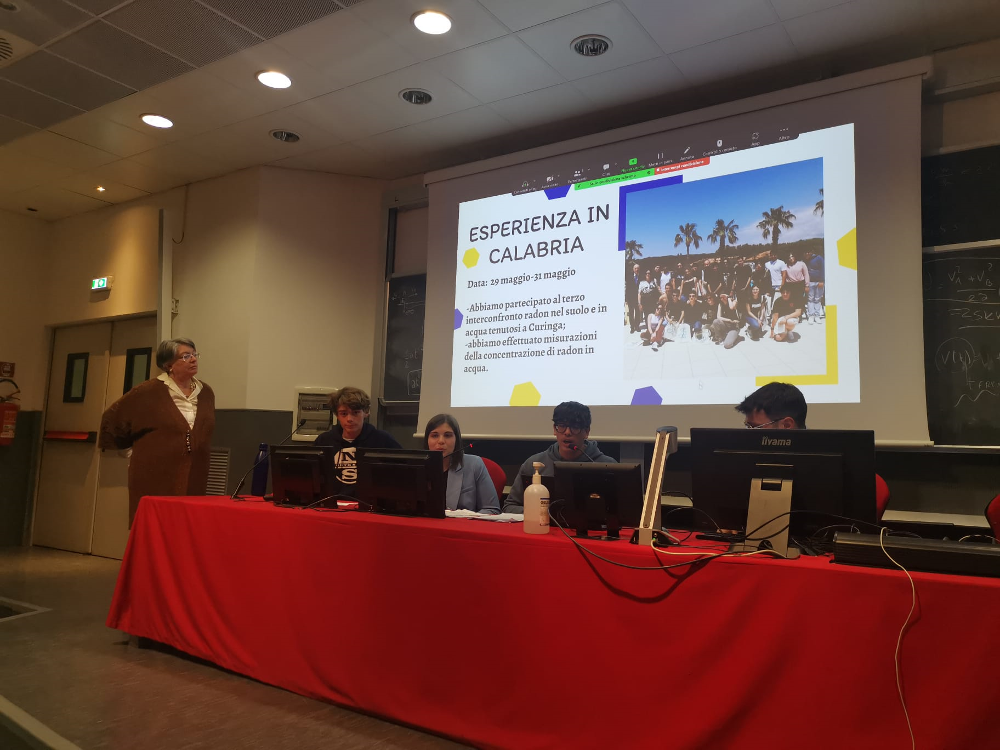 Connettiti all'au
Avvia video
Partecipanti
Chat
Nuova condiv
Metti in paus
Annota
Controllo remoto
App
Altro
Sei in condivisione schermo
Interrompi condivisione
ESPERIENZA IN
CALABRIA
Data: 29 maggio-31 maggio
-Abbiamo partecipato al terzo
interconfronto radon nel suolo e in
acqua tenutosi a Curinga;
-abbiamo effettuato misurazioni
della concentrazione di radon in
acqua.
iiyama
N
S